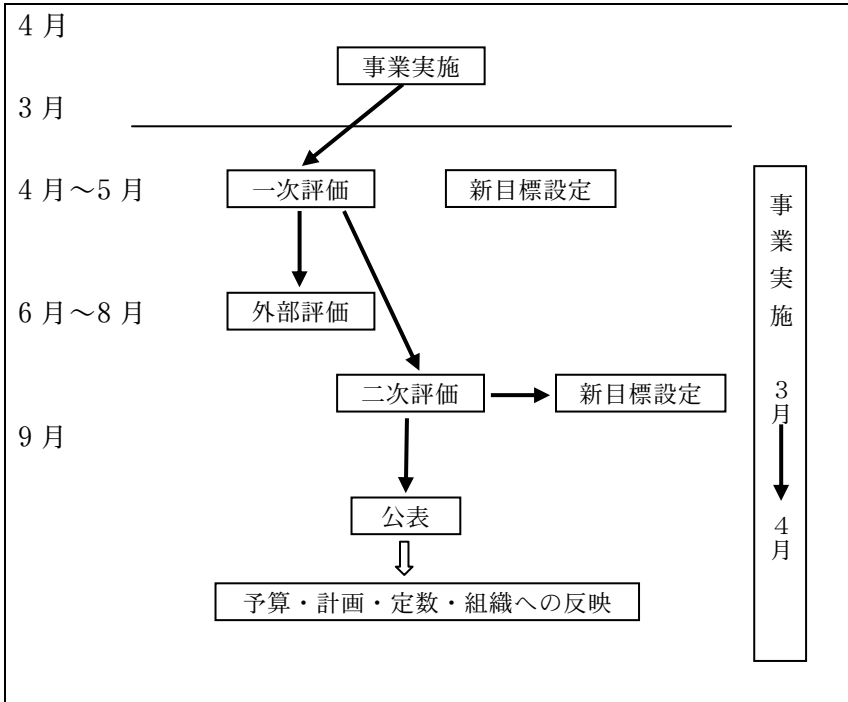 4 月
事業実施
3 月
4 月～5 月
一次評価
新目標設定
6 月～8 月
外部評価
二次評価
新目標設定
9 月
公表
予算・計画・定数・組織への反映
事業実施
3月
4月